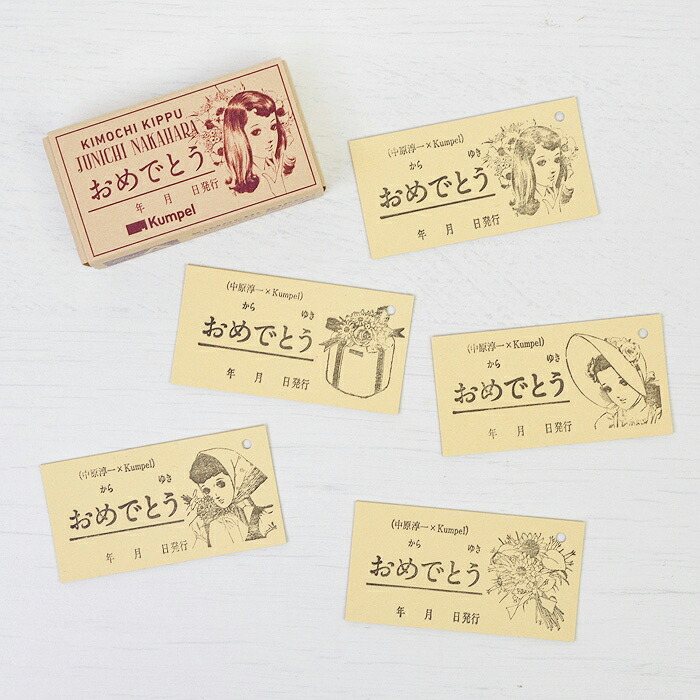 KIMOCHI KIPPU
JUNICHI NAKAHARA
おめでとう
年 月 日発行
Kumpel
(中原淳一×Kumpel)
から ゆき
おめでとう
年 月 日発行
(中原淳一×Kumpel)
から ゆき
おめでとう
年 月 日発行
(中原淳一×Kumpel)
から ゆき
おめでとう
年 月 日発行
(中原淳一×Kumpel)
から ゆき
おめでとう
年 月 日発行
(中原淳一×Kumpel)
から ゆき
おめでとう
年 月 日発行